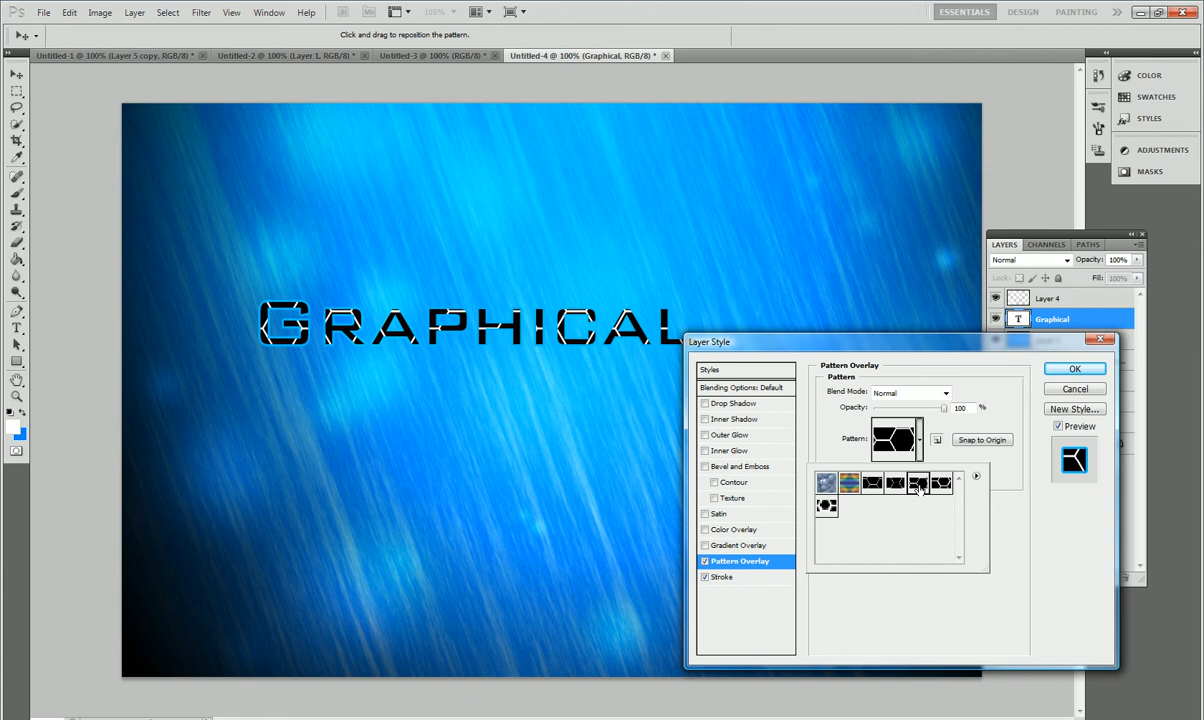 Ps File Edit Image Layer Select Filter View Window Help
100%
ESSENTIALS DESIGN PAINTING
Click and drag to reposition the pattern.
Untitled-1 @ 100% (Layer 5 copy, RGB/8) * Untitled-2 @ 100% (Layer 1, RGB/8) * Untitled-3 @ 100% (RGB/8) * Untitled-4 @ 100% (Graphical, RGB/8) *
COLOR
SWATCHES
STYLES
ADJUSTMENTS
MASKS
LAYERS CHANNELS PATHS
Normal Opacity: 100%
Lock: Fill: 100%
Layer 4
T Graphical
GRAPHICAL
Layer Style
Styles
Blending Options: Default
Drop Shadow
Inner Shadow
Outer Glow
Inner Glow
Bevel and Emboss
Contour
Texture
Satin
Color Overlay
Gradient Overlay
Pattern Overlay
Stroke
Pattern Overlay
Pattern
Blend Mode: Normal
Opacity: 100 %
Pattern: Snap to Origin
OK
Cancel
New Style...
Preview